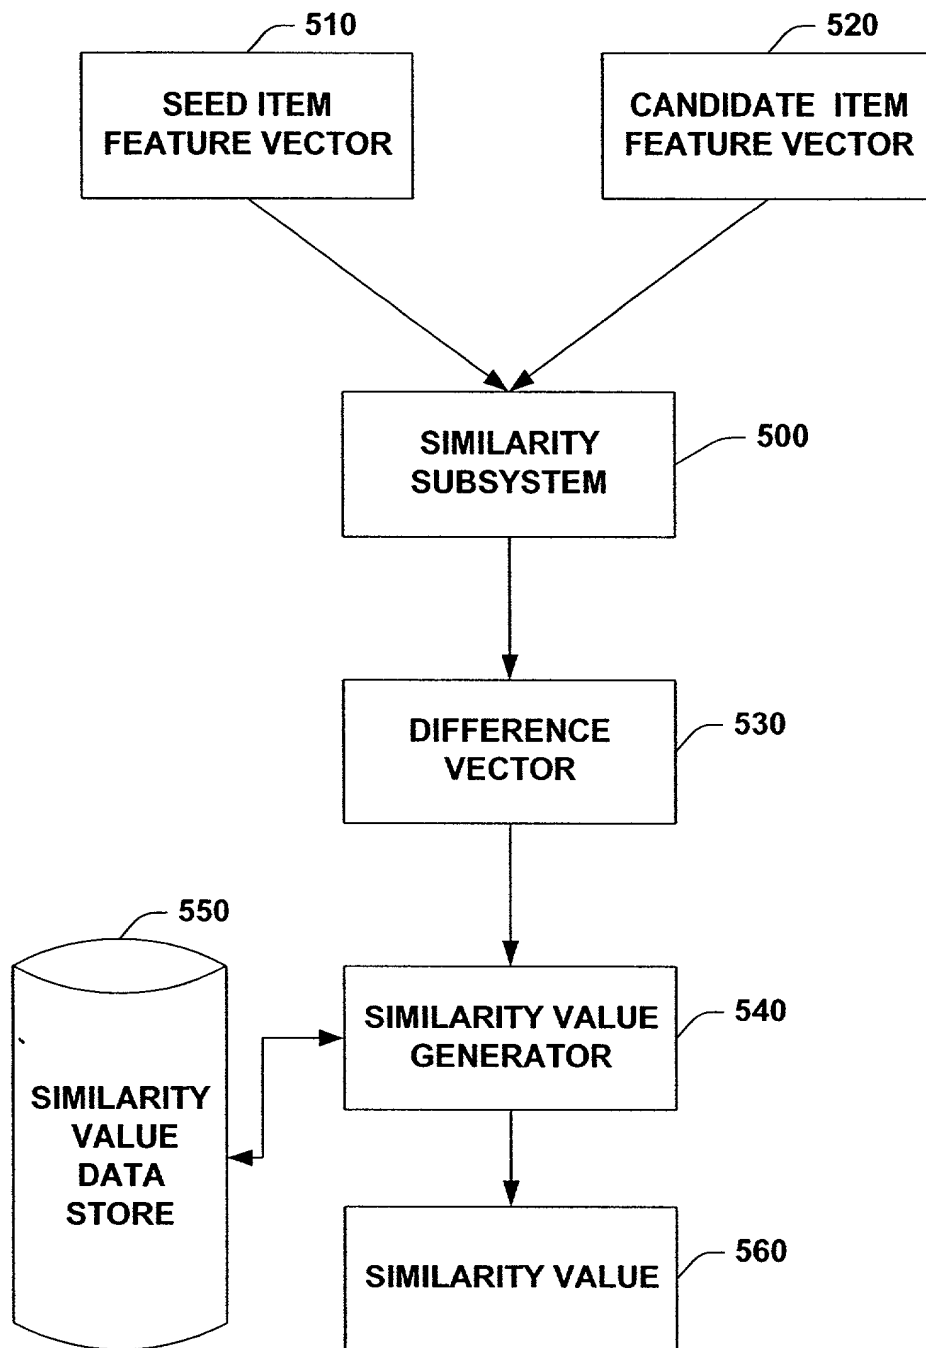 510
520
SEED ITEM
FEATURE VECTOR
CANDIDATE ITEM
FEATURE VECTOR
SIMILARITY
SUBSYSTEM
500
DIFFERENCE
VECTOR
530
550
SIMILARITY VALUE
GENERATOR
540
SIMILARITY
VALUE
DATA
STORE
SIMILARITY VALUE
560